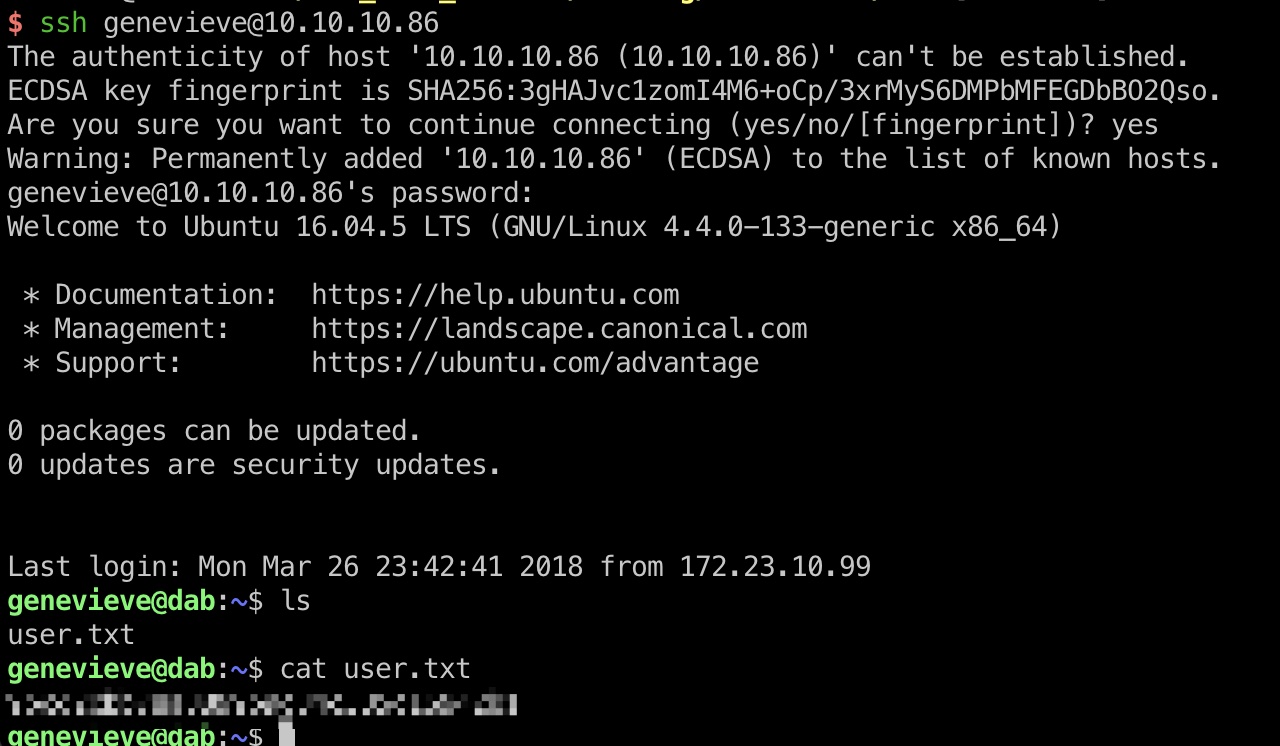 $ ssh genevieve@10.10.10.86
The authenticity of host '10.10.10.86 (10.10.10.86)' can't be established.
ECDSA key fingerprint is SHA256:3gHAJvc1zomI4M6+oCp/3xrMyS6DMPbMFEGDbBO2Qso.
Are you sure you want to continue connecting (yes/no/[fingerprint])? yes
Warning: Permanently added '10.10.10.86' (ECDSA) to the list of known hosts.
genevieve@10.10.10.86's password:
Welcome to Ubuntu 16.04.5 LTS (GNU/Linux 4.4.0-133-generic x86_64)

 * Documentation:  https://help.ubuntu.com
 * Management:     https://landscape.canonical.com
 * Support:        https://ubuntu.com/advantage

0 packages can be updated.
0 updates are security updates.


Last login: Mon Mar 26 23:42:41 2018 from 172.23.10.99
genevieve@dab:~$ ls
user.txt
genevieve@dab:~$ cat user.txt
genevieve@dab:~$